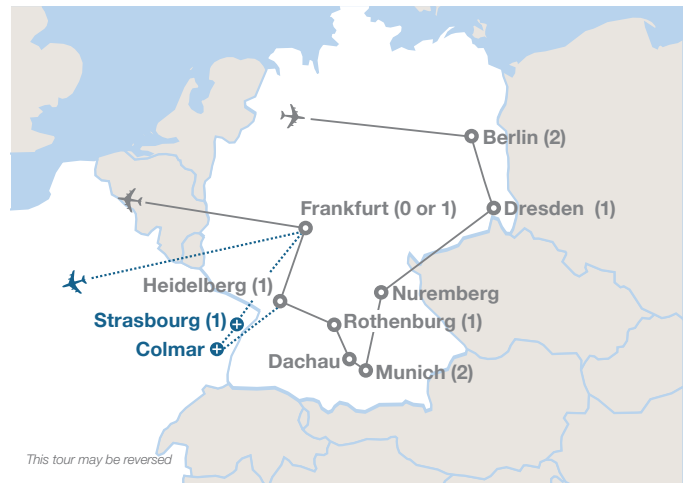 Berlin (2)
Frankfurt (0 or 1)
Dresden (1)
Heidelberg (1)
Nuremberg
Strasbourg (1)
Rothenburg (1)
Colmar
Dachau
Munich (2)
This tour may be reversed